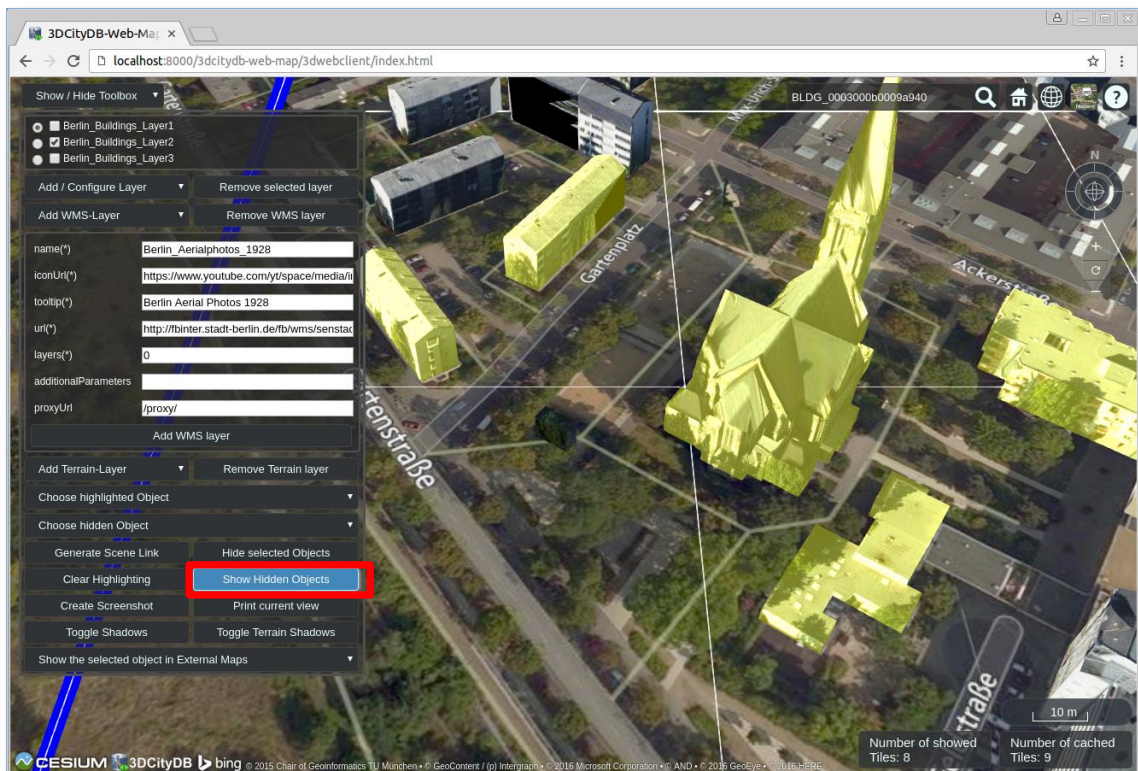 3DCityDB-Web-Map
localhost:8000/3dcitydb-web-map/3dwebclient/index.html
Show / Hide Toolbox
BLDG_0003000b0009a940
Berlin_Buildings_Layer1
Berlin_Buildings_Layer2
Berlin_Buildings_Layer3
Add / Configure Layer
Remove selected layer
Add WMS-Layer
Remove WMS layer
name(*)
Berlin_Aerialphotos_1928
iconUrl(*)
https://www.youtube.com/yt/space/media/i
tooltip(*)
Berlin Aerial Photos 1928
url(*)
http://fbinter.stadt-berlin.de/fb/wms/senstad
layers(*)
0
additionalParameters
proxyUrl
/proxy/
Add WMS layer
Add Terrain-Layer
Remove Terrain layer
Choose highlighted Object
Choose hidden Object
Generate Scene Link
Hide selected Objects
Clear Highlighting
Show Hidden Objects
Create Screenshot
Print current view
Toggle Shadows
Toggle Terrain Shadows
Show the selected object in External Maps
N
Gartenplatz
Ackerstraße
tenstraße
straße
10 m
Number of showed
Tiles: 8
Number of cached
Tiles: 9
CESIUM 3DCityDB bing © 2015 Chair of Geoinformatics TU München • © GeoContent / (p) Intergraph • © 2016 Microsoft Corporation • © AND • © 2016 GeoEye • © 2016 HERE